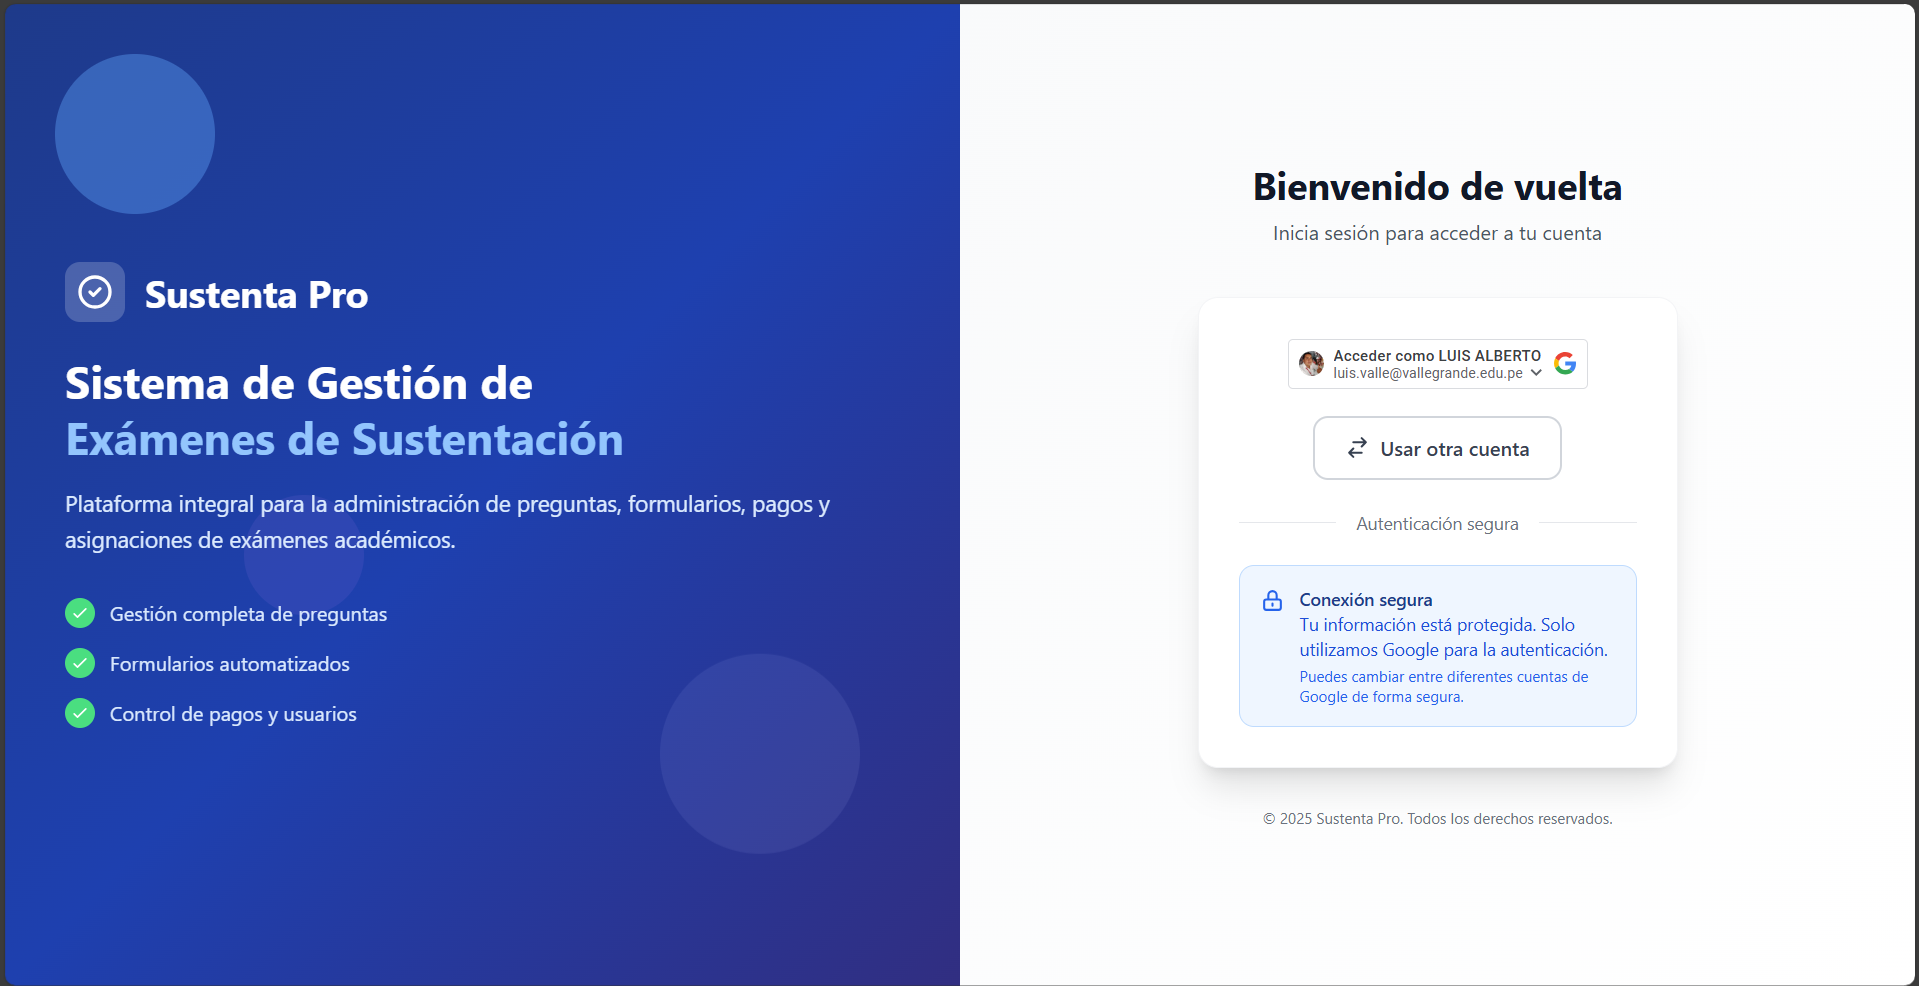 Sustenta Pro
Sistema de Gestión de
Exámenes de Sustentación
Plataforma integral para la administración de preguntas, formularios, pagos y
asignaciones de exámenes académicos.
Gestión completa de preguntas
Formularios automatizados
Control de pagos y usuarios
Bienvenido de vuelta
Inicia sesión para acceder a tu cuenta
Acceder como LUIS ALBERTO
luis.valle@vallegrande.edu.pe
Usar otra cuenta
Autenticación segura
Conexión segura
Tu información está protegida. Solo
utilizamos Google para la autenticación.
Puedes cambiar entre diferentes cuentas de
Google de forma segura.
© 2025 Sustenta Pro. Todos los derechos reservados.